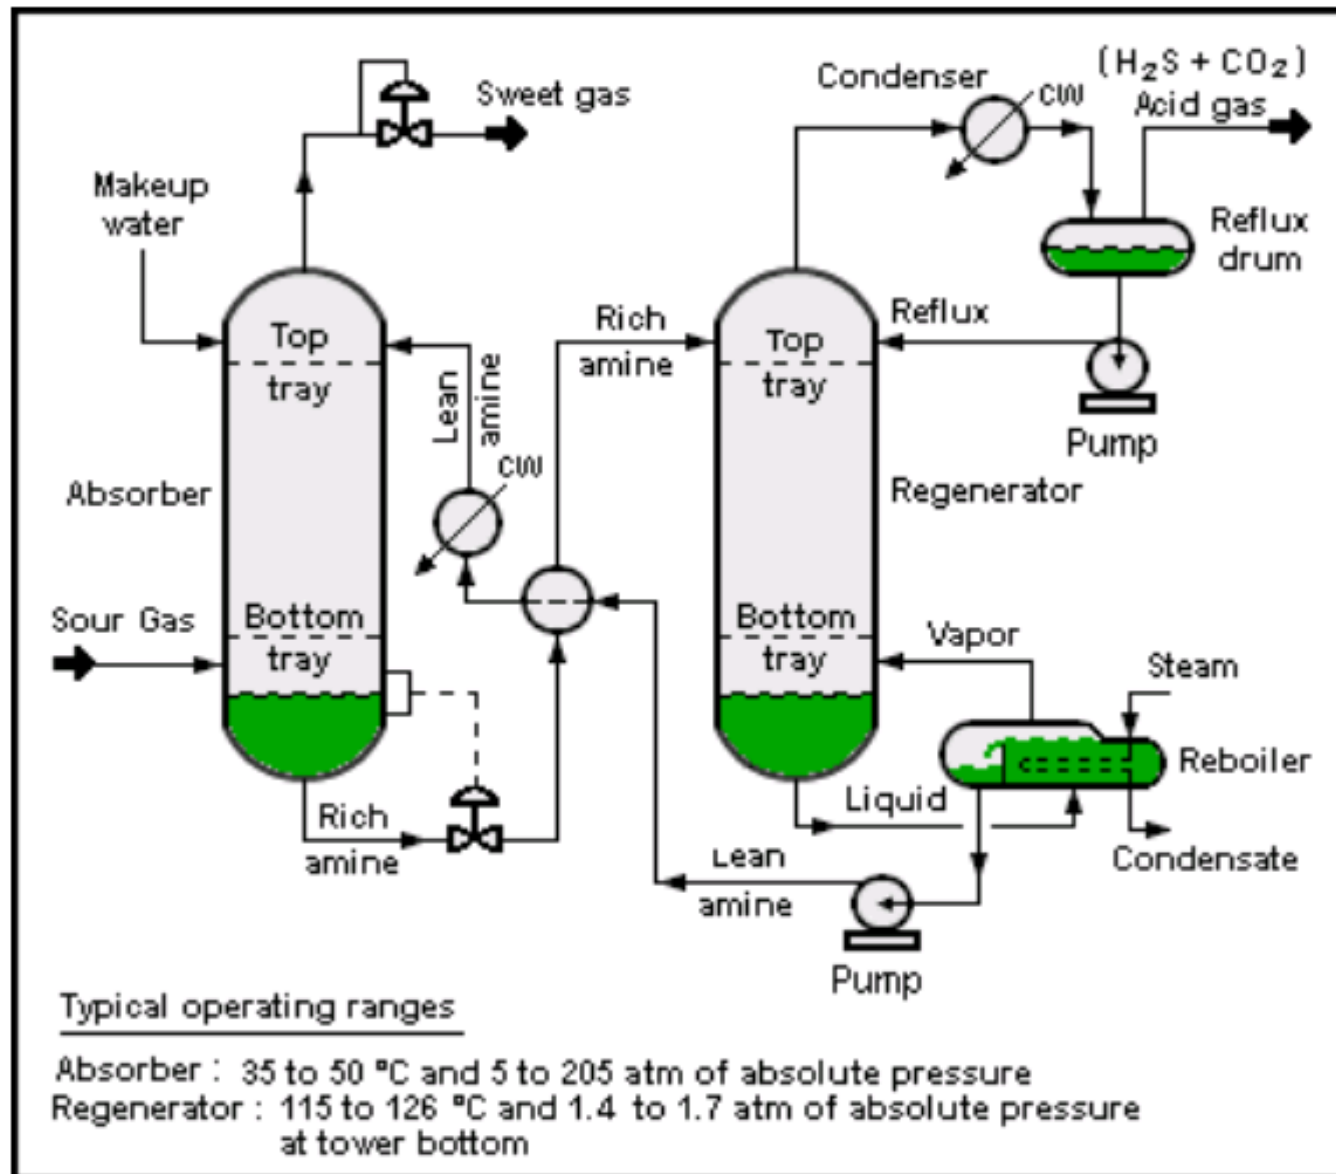 Sweet gas
Condenser
CW
(H₂S + CO₂)
Acid gas
Makeup
water
Reflux
drum
Top
tray
Lean
amine
Rich
amine
Reflux
Top
tray
Pump
Absorber
CW
Regenerator
Sour Gas
Bottom
tray
Bottom
tray
Vapor
Steam
Reboiler
Rich
amine
Liquid
Condensate
Lean
amine
Pump
Typical operating ranges
Absorber : 35 to 50 °C and 5 to 205 atm of absolute pressure
Regenerator : 115 to 126 °C and 1.4 to 1.7 atm of absolute pressure
at tower bottom